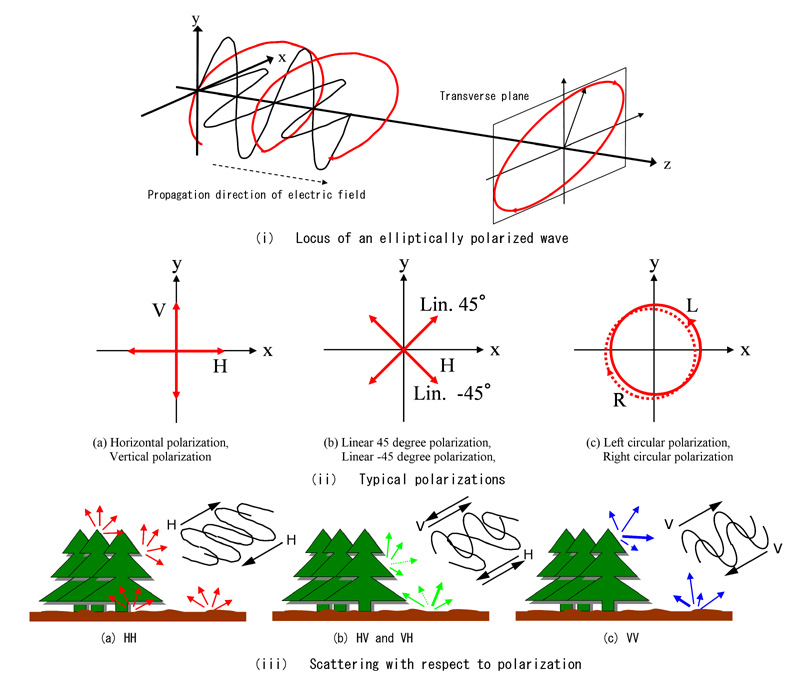 y
x
Transverse plane
z
Propagation direction of electric field
(i) Locus of an elliptically polarized wave
y
V
x
H
y
Lin. 45°
x
H
Lin. -45°
y
L
x
R
(a) Horizontal polarization,
Vertical polarization
(b) Linear 45 degree polarization,
Linear -45 degree polarization,
(c) Left circular polarization,
Right circular polarization
(ii) Typical polarizations
H
H
V
H
V
V
(a) HH
(b) HV and VH
(c) VV
(iii) Scattering with respect to polarization